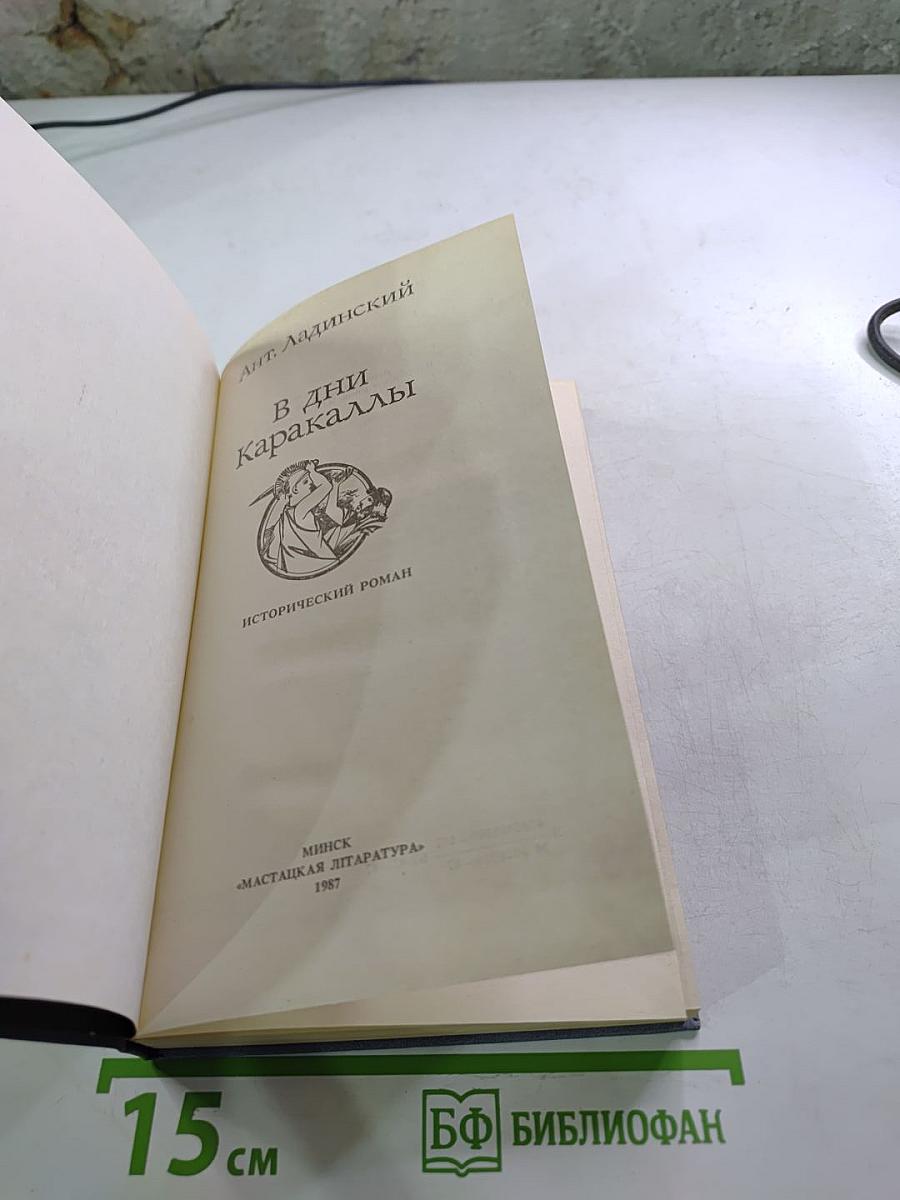 Ант. Ладинский
В ДНИ
Каракаллы
ИСТОРИЧЕСКИЙ РОМАН
МИНСК
«МАСТАЦКАЯ ЛІТАРАТУРА»
1987
15 см
БФ БИБЛИОФАН